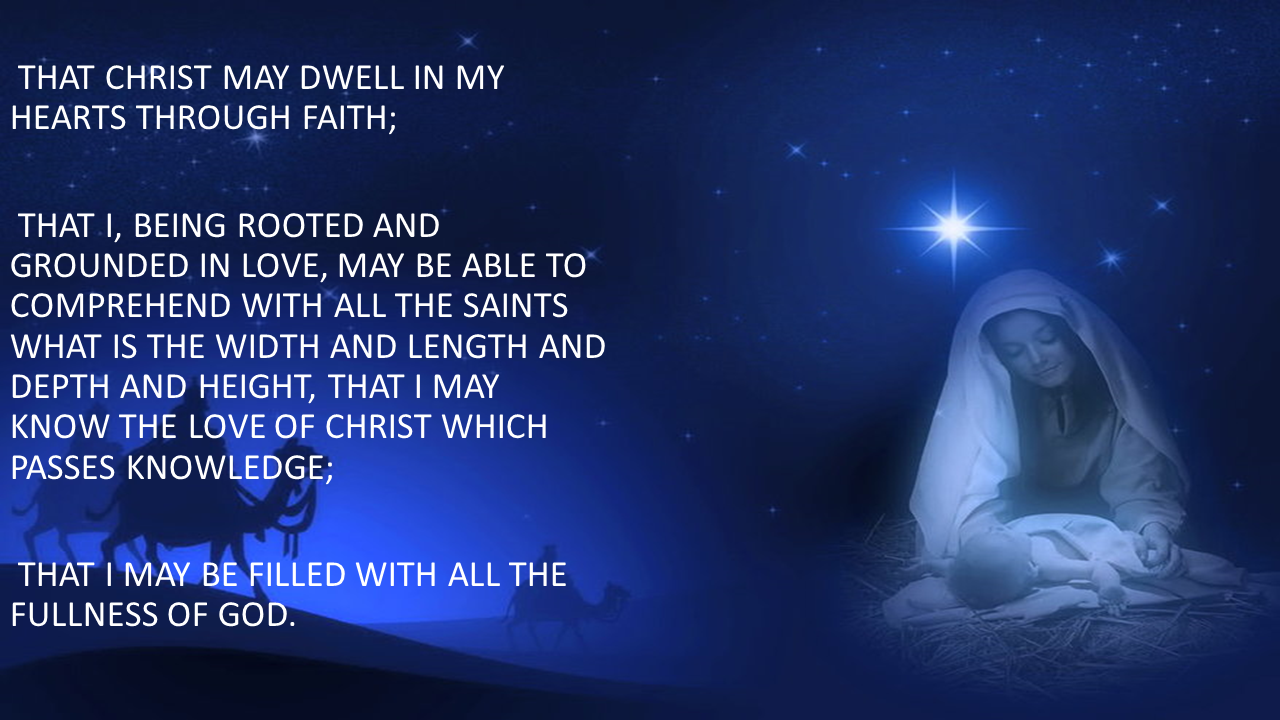 THAT CHRIST MAY DWELL IN MY
HEARTS THROUGH FAITH;
THAT I, BEING ROOTED AND
GROUNDED IN LOVE, MAY BE ABLE TO
COMPREHEND WITH ALL THE SAINTS
WHAT IS THE WIDTH AND LENGTH AND
DEPTH AND HEIGHT, THAT I MAY
KNOW THE LOVE OF CHRIST WHICH
PASSES KNOWLEDGE;
THAT I MAY BE FILLED WITH ALL THE
FULLNESS OF GOD.